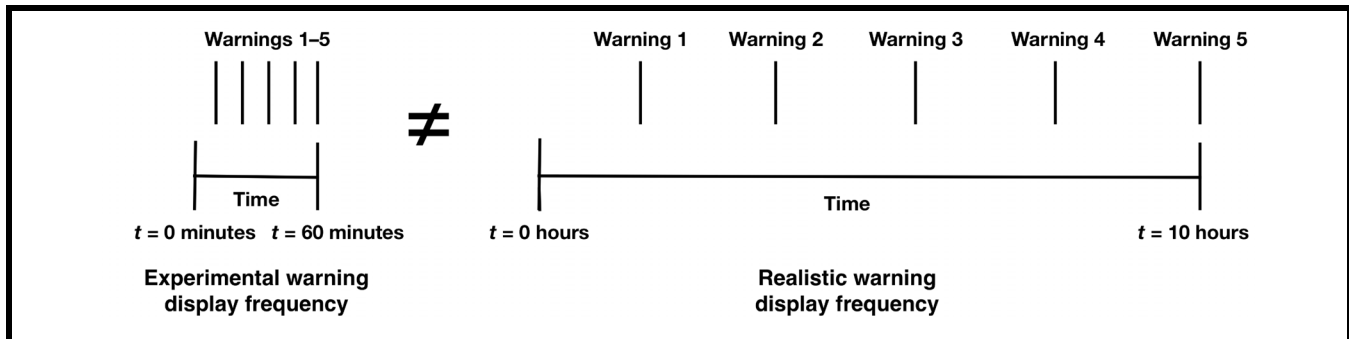 Warnings 1–5
Warning 1 Warning 2 Warning 3 Warning 4 Warning 5
≠
Time
Time
t = 0 minutes t = 60 minutes
t = 0 hours
t = 10 hours
Experimental warning
display frequency
Realistic warning
display frequency